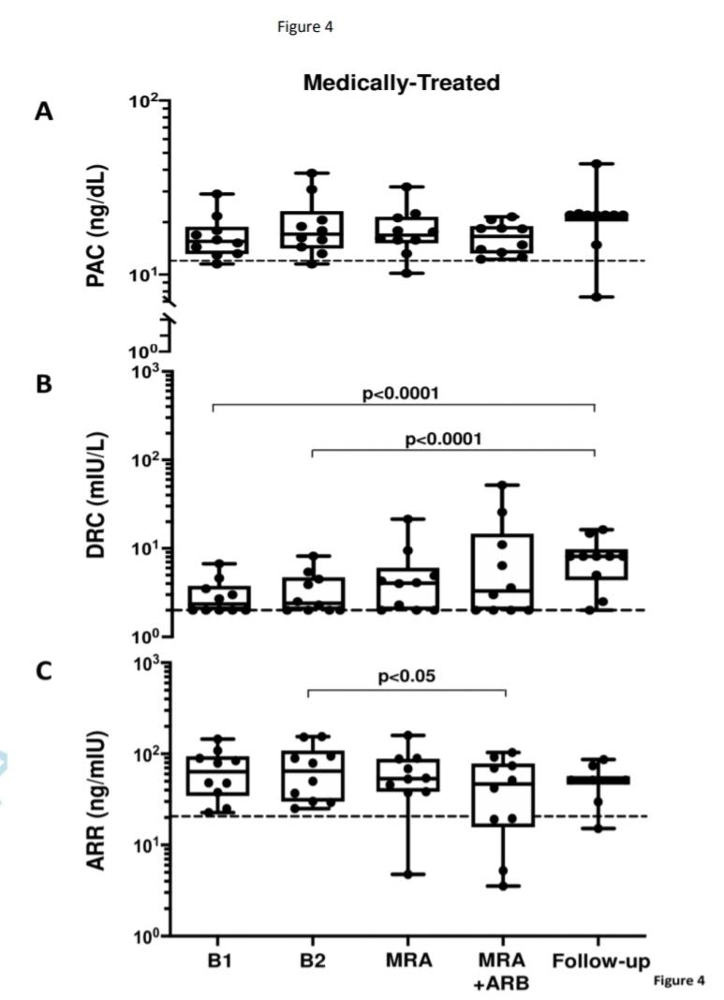 Figure 4
Medically-Treated
A
PAC (ng/dL)
10²
10¹
10⁰
B
DRC (mIU/L)
10³
10²
10¹
10⁰
p<0.0001
p<0.0001
C
ARR (ng/mIU)
10³
10²
10¹
10⁰
p<0.05
B1 B2 MRA MRA Follow-up
+ARB
Figure 4